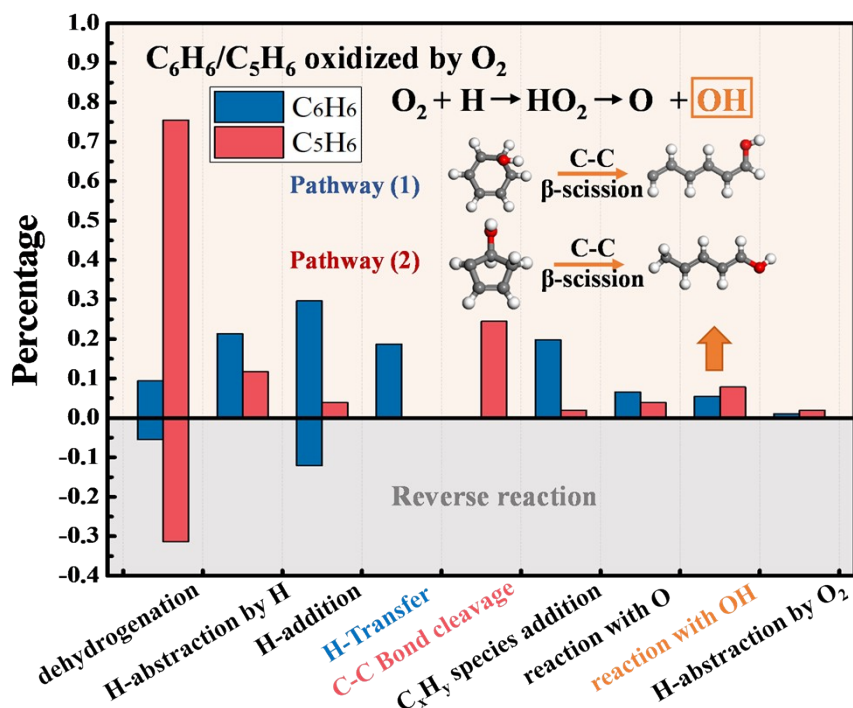 C₆H₆/C₅H₆ oxidized by O₂
O₂ + H → HO₂ → O + OH
C₆H₆
C₅H₆
Pathway (1)
C-C
β-scission
Pathway (2)
C-C
β-scission
Percentage
1.0
0.9
0.8
0.7
0.6
0.5
0.4
0.3
0.2
0.1
0.0
-0.1
-0.2
-0.3
-0.4
Reverse reaction
dehydrogenation
H-abstraction by H
H-addition
H-Transfer
C-C Bond cleavage
CₓHᵧ species addition
reaction with O
reaction with OH
H-abstraction by O₂